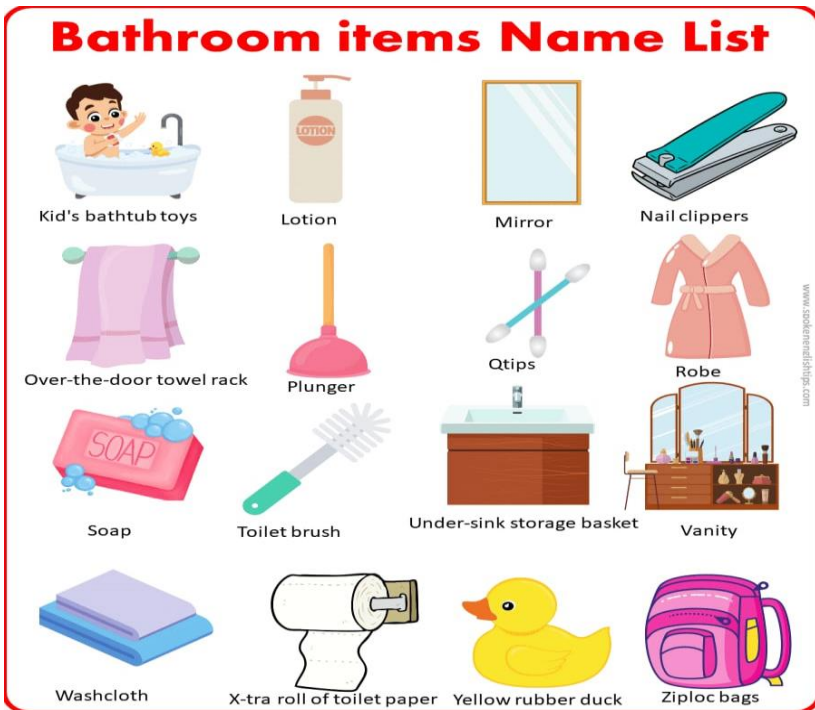 Bathroom items Name List
LOTION
Kid's bathtub toys
Lotion
Mirror
Nail clippers
Over-the-door towel rack
Plunger
Qtips
Robe
SOAP
Soap
Toilet brush
Under-sink storage basket
Vanity
Washcloth
X-tra roll of toilet paper
Yellow rubber duck
Ziploc bags
www.spokenenglishtips.com